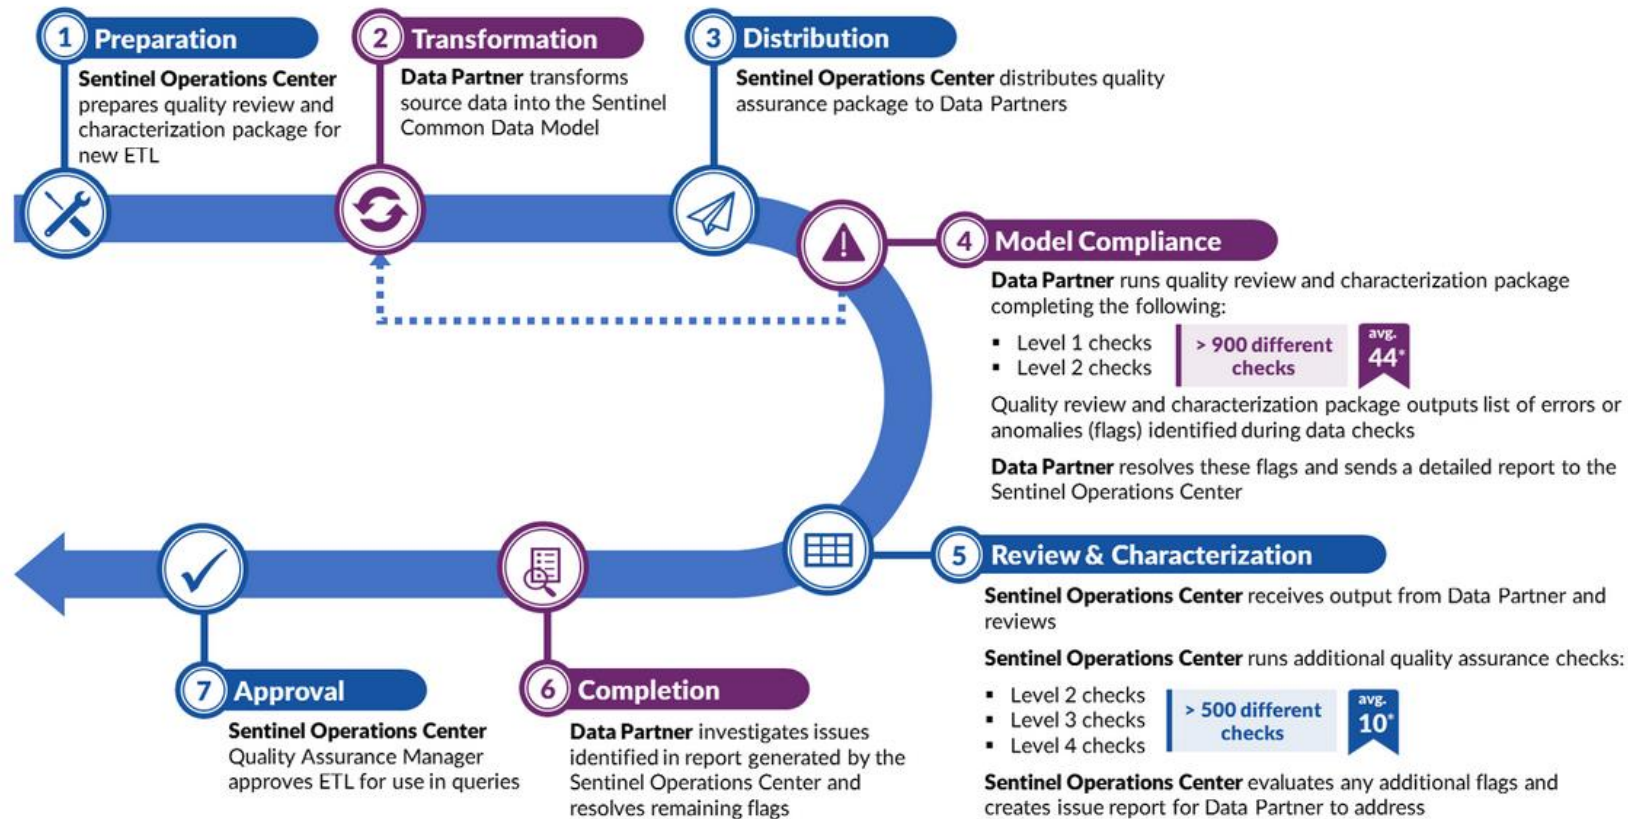 1 Preparation
Sentinel Operations Center
prepares quality review and
characterization package for
new ETL
2 Transformation
Data Partner transforms
source data into the Sentinel
Common Data Model
3 Distribution
Sentinel Operations Center distributes quality
assurance package to Data Partners
4 Model Compliance
Data Partner runs quality review and characterization package
completing the following:
▪ Level 1 checks
▪ Level 2 checks
> 900 different
checks
avg.
44*
Quality review and characterization package outputs list of errors or
anomalies (flags) identified during data checks
Data Partner resolves these flags and sends a detailed report to the
Sentinel Operations Center
5 Review & Characterization
Sentinel Operations Center receives output from Data Partner and
reviews
Sentinel Operations Center runs additional quality assurance checks:
▪ Level 2 checks
▪ Level 3 checks
▪ Level 4 checks
> 500 different
checks
avg.
10*
Sentinel Operations Center evaluates any additional flags and
creates issue report for Data Partner to address
6 Completion
Data Partner investigates issues
identified in report generated by the
Sentinel Operations Center and
resolves remaining flags
7 Approval
Sentinel Operations Center
Quality Assurance Manager
approves ETL for use in queries